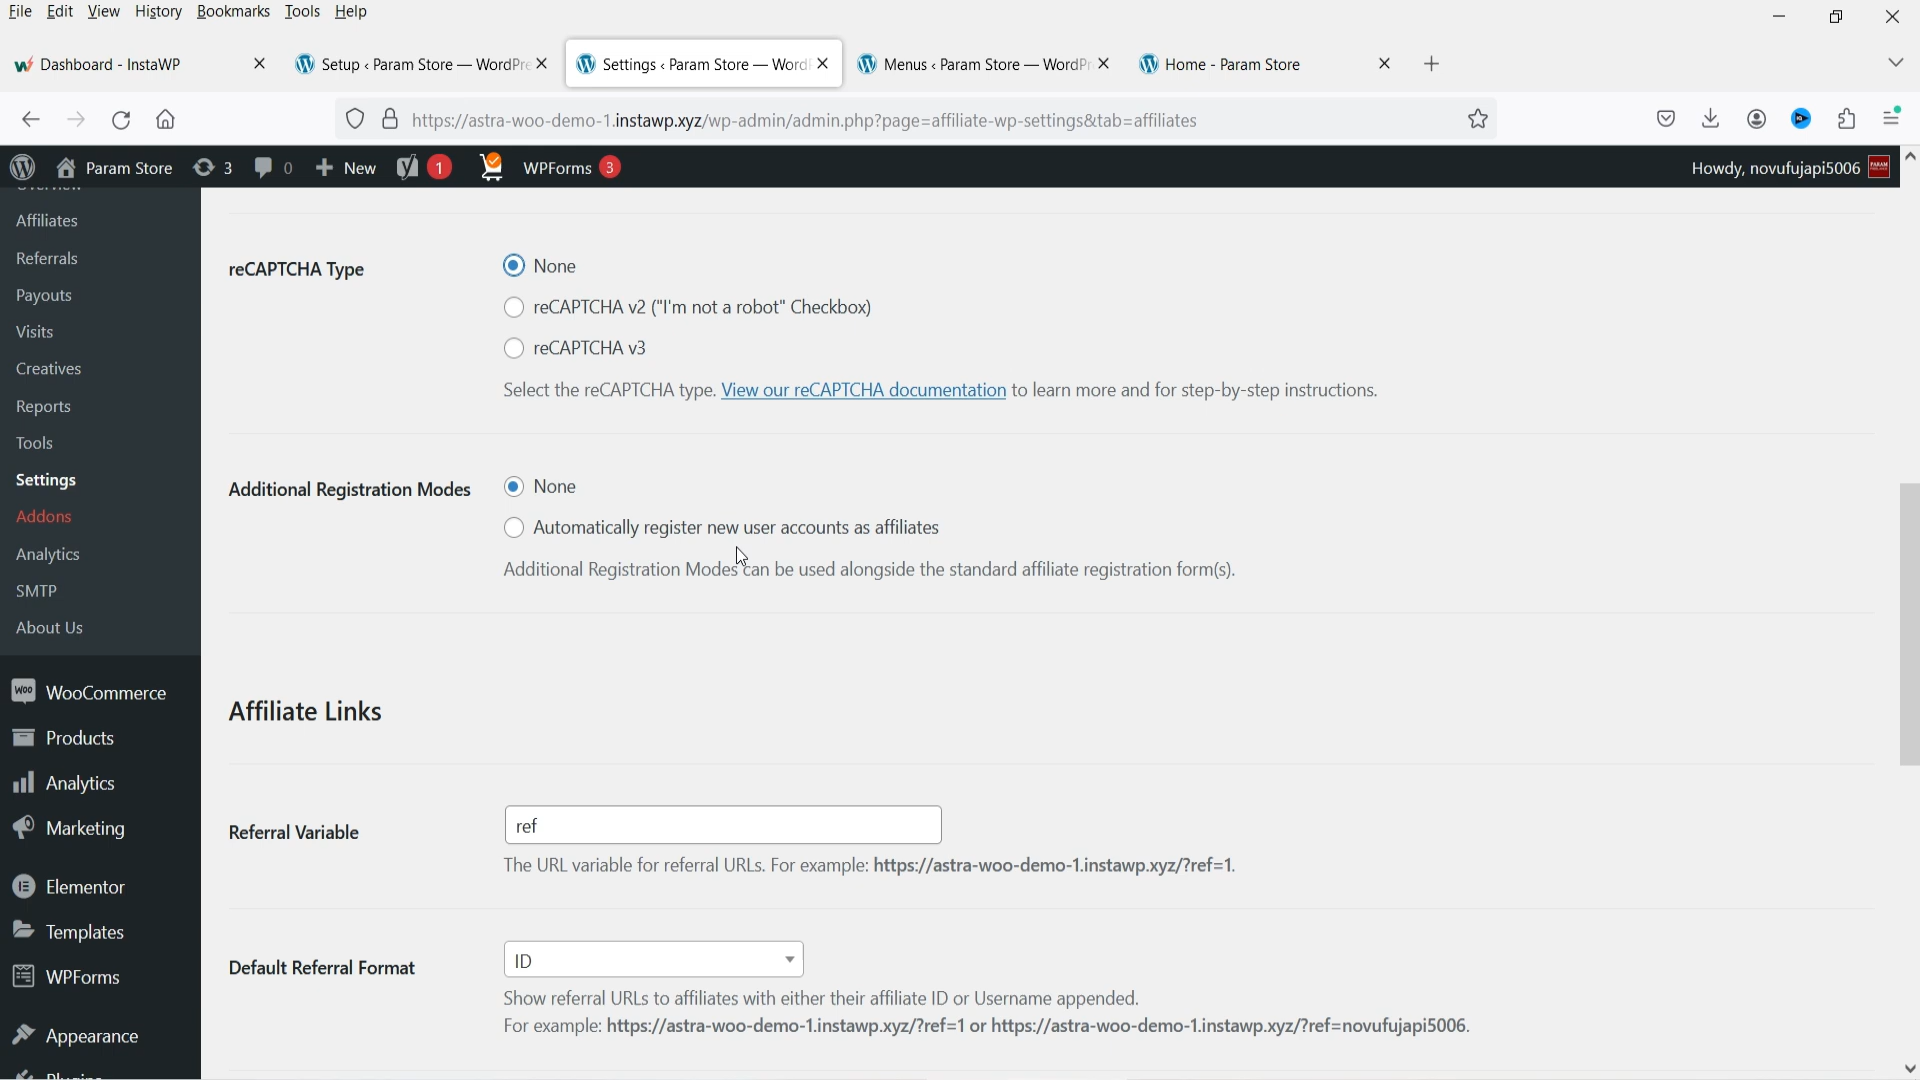 File Edit View History Bookmarks Tools Help
Dashboard - InstaWP
Setup ‹ Param Store — WordPre
Settings ‹ Param Store — Word
Menus ‹ Param Store — WordPr
Home - Param Store
https://astra-woo-demo-1.instawp.xyz/wp-admin/admin.php?page=affiliate-wp-settings&tab=affiliates
Param Store 3 0 New 1 WPForms 3 Howdy, novufujapi5006
Overview
Affiliates
Referrals
Payouts
Visits
Creatives
Reports
Tools
Settings
Addons
Analytics
SMTP
About Us
WooCommerce
Products
Analytics
Marketing
Elementor
Templates
WPForms
Appearance
Plugins
reCAPTCHA Type
None
reCAPTCHA v2 ("I'm not a robot" Checkbox)
reCAPTCHA v3
Select the reCAPTCHA type. View our reCAPTCHA documentation to learn more and for step-by-step instructions.
Additional Registration Modes
None
Automatically register new user accounts as affiliates
Additional Registration Modes can be used alongside the standard affiliate registration form(s).
Affiliate Links
Referral Variable
ref
The URL variable for referral URLs. For example: https://astra-woo-demo-1.instawp.xyz/?ref=1.
Default Referral Format
ID
Show referral URLs to affiliates with either their affiliate ID or Username appended.
For example: https://astra-woo-demo-1.instawp.xyz/?ref=1 or https://astra-woo-demo-1.instawp.xyz/?ref=novufujapi5006.